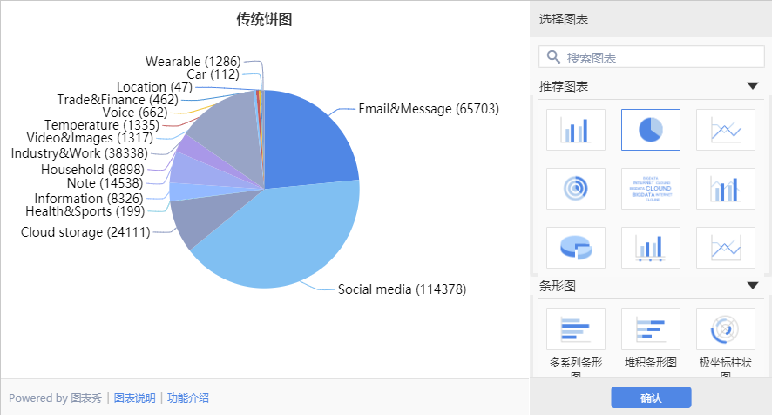 传统饼图
Wearable (1286)
Car (112)
Location (47)
Trade&Finance (462)
Voice (662)
Temperature (1335)
Video&Images (1317)
Industry&Work (38338)
Household (8898)
Note (14538)
Information (8326)
Health&Sports (199)
Cloud storage (24111)
Email&Message (65703)
Social media (114378)
Powered by 图表秀 | 图表说明 | 功能介绍
选择图表
搜索图表
推荐图表
CLOUND
BIGDATA
条形图
多系列条形图
堆积条形图
极坐标柱状图
确认